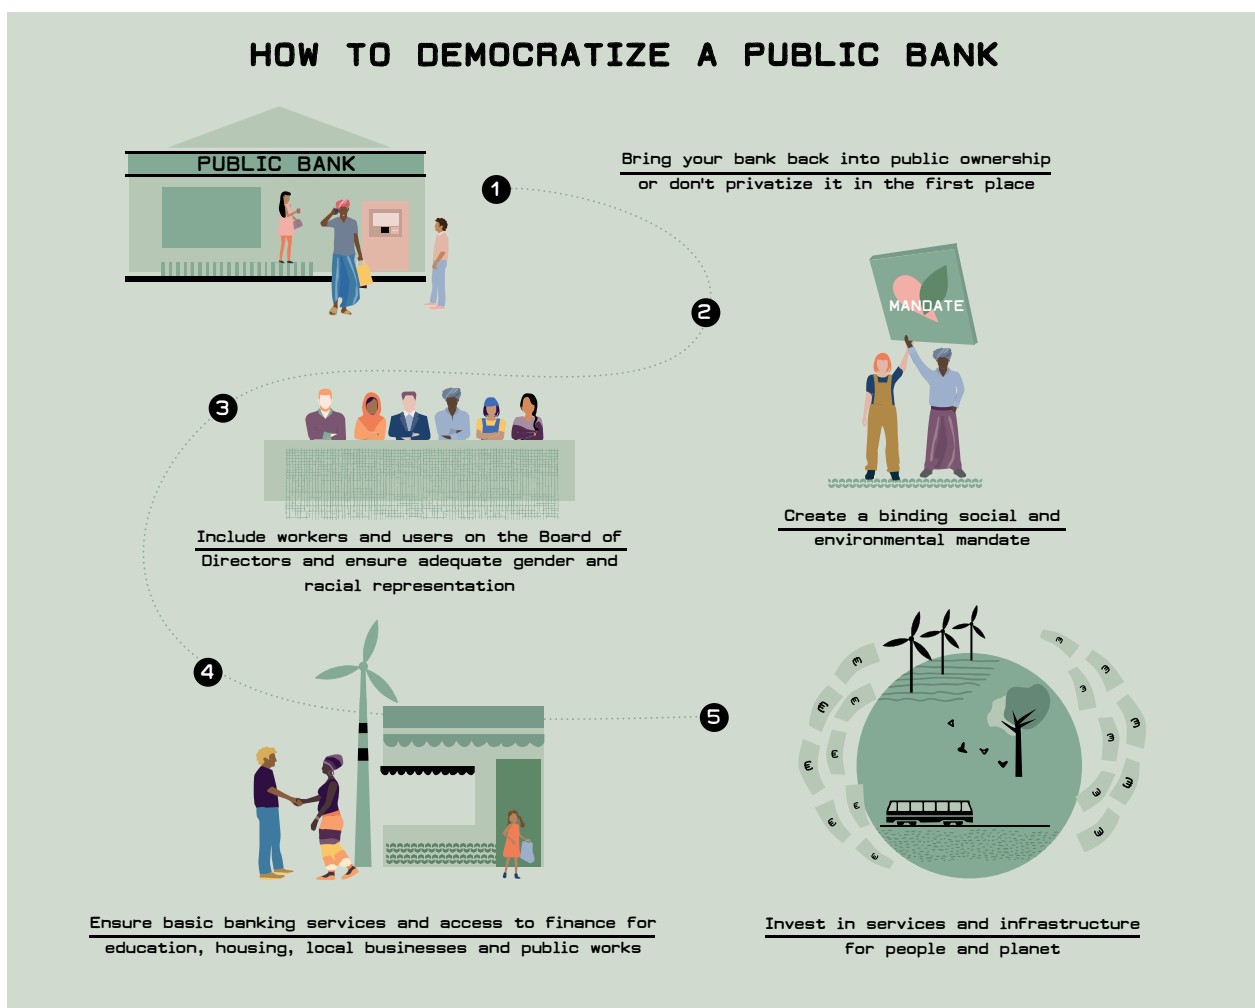 HOW TO DEMOCRATIZE A PUBLIC BANK
PUBLIC BANK
1
Bring your bank back into public ownership
or don't privatize it in the first place
2
MANDATE
Create a binding social and
environmental mandate
3
Include workers and users on the Board of
Directors and ensure adequate gender and
racial representation
4
Ensure basic banking services and access to finance for
education, housing, local businesses and public works
5
€ € € € € € € € € € € € € € € € €
Invest in services and infrastructure
for people and planet